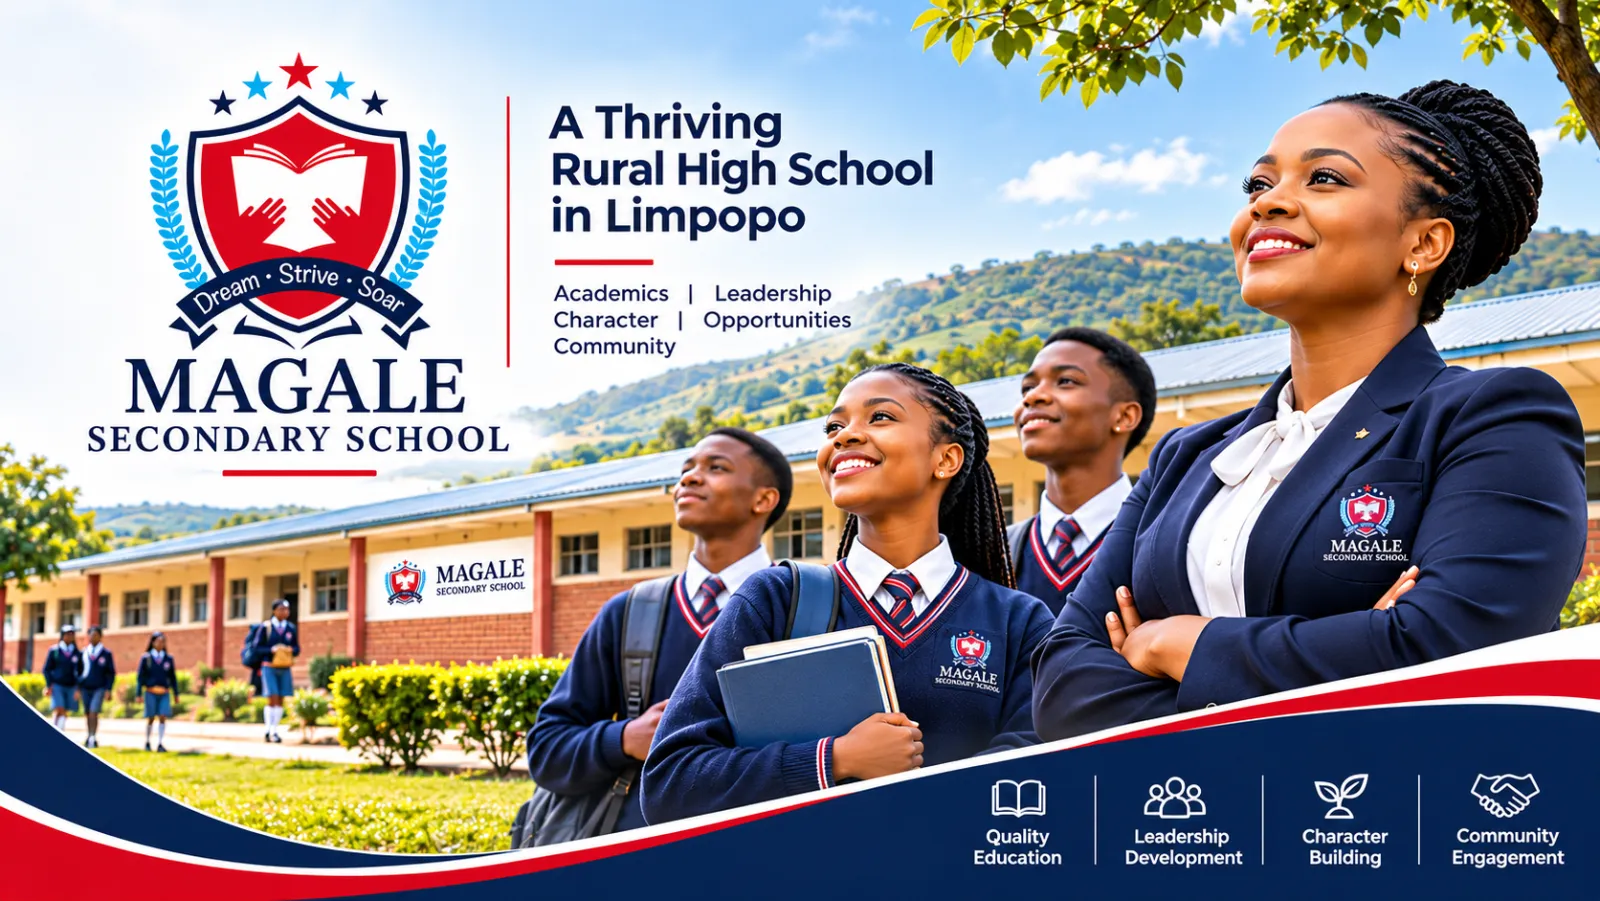 Dream · Strive · Soar
MAGALE
SECONDARY SCHOOL
A Thriving
Rural High School
in Limpopo
Academics | Leadership
Character | Opportunities
Community
MAGALE
SECONDARY SCHOOL
MAGALE
SECONDARY SCHOOL
MAGALE
SECONDARY SCHOOL
Quality
Education
Leadership
Development
Character
Building
Community
Engagement